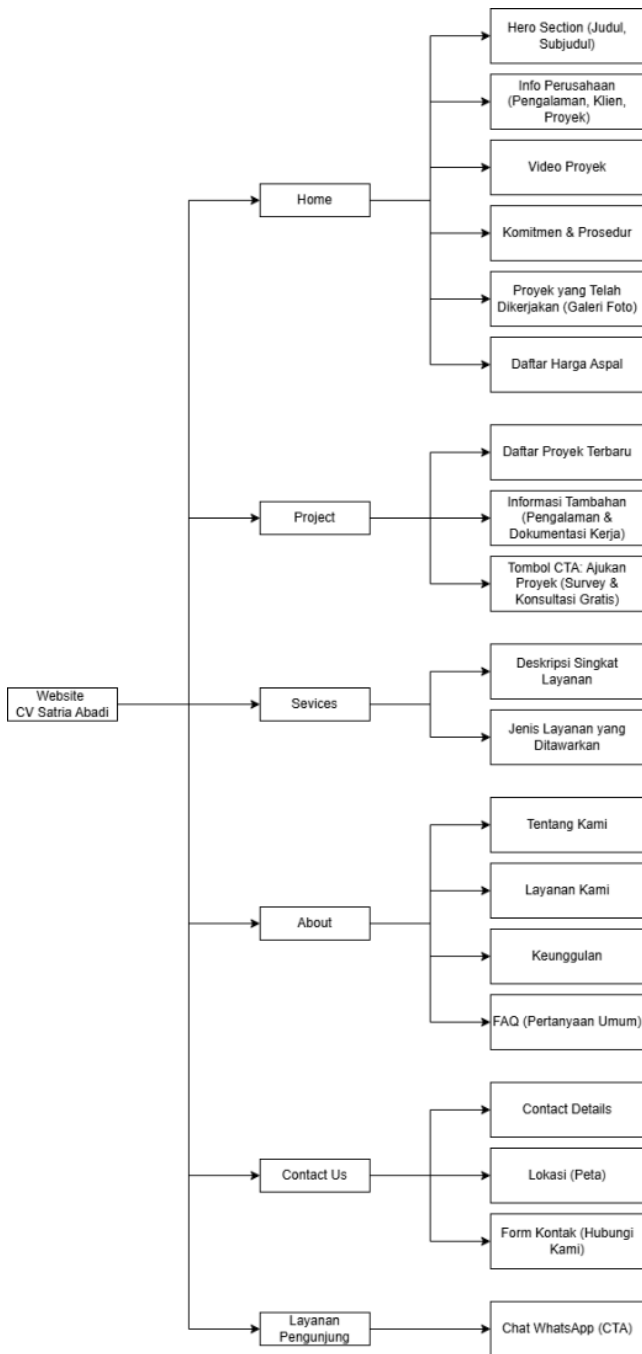 Website
CV Satria Abadi
Home
Hero Section (Judul,
Subjudul)
Info Perusahaan
(Pengalaman, Klien,
Proyek)
Video Proyek
Komitmen & Prosedur
Proyek yang Telah
Dikerjakan (Galeri Foto)
Daftar Harga Aspal
Project
Daftar Proyek Terbaru
Informasi Tambahan
(Pengalaman &
Dokumentasi Kerja)
Tombol CTA: Ajukan
Proyek (Survey &
Konsultasi Gratis)
Sevices
Deskripsi Singkat
Layanan
Jenis Layanan yang
Ditawarkan
About
Tentang Kami
Layanan Kami
Keunggulan
FAQ (Pertanyaan Umum)
Contact Us
Contact Details
Lokasi (Peta)
Form Kontak (Hubungi
Kami)
Layanan
Pengunjung
Chat WhatsApp (CTA)